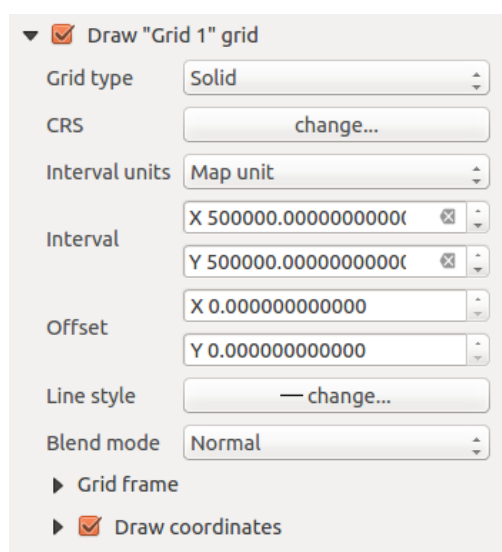 Draw "Grid 1" grid
Grid type Solid
CRS change...
Interval units Map unit
Interval
X 500000.0000000000
Y 500000.0000000000
Offset
X 0.000000000000
Y 0.000000000000
Line style change...
Blend mode Normal
Grid frame
Draw coordinates